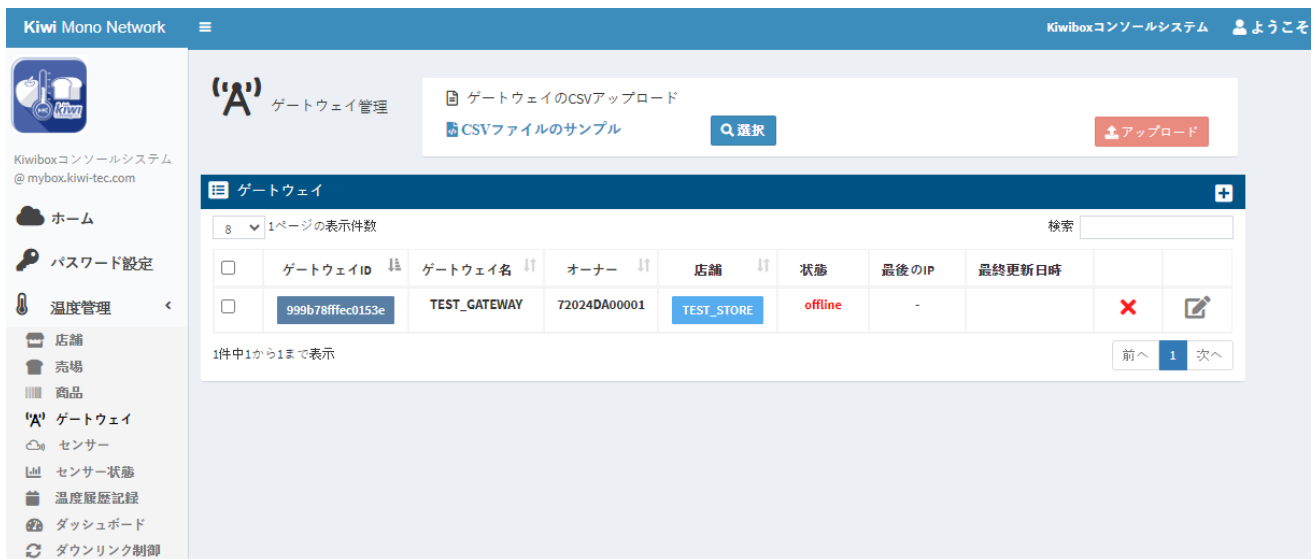 Kiwi Mono Network
Kiwiboxコンソールシステム ようこそ
Kiwi
Kiwiboxコンソールシステム
@ mybox.kiwi-tec.com
ホーム
パスワード設定
温度管理
店舗
売場
商品
ゲートウェイ
センサー
センサー状態
温度履歴記録
ダッシュボード
ダウンリンク制御
ゲートウェイ管理
ゲートウェイのCSVアップロード
CSVファイルのサンプル 選択 アップロード
ゲートウェイ
8 1ページの表示件数 検索
ゲートウェイID ゲートウェイ名 オーナー 店舗 状態 最後のIP 最終更新日時
999b78fffec0153e TEST_GATEWAY 72024DA00001 TEST_STORE offline -
1件中1から1まで表示 前へ 1 次へ